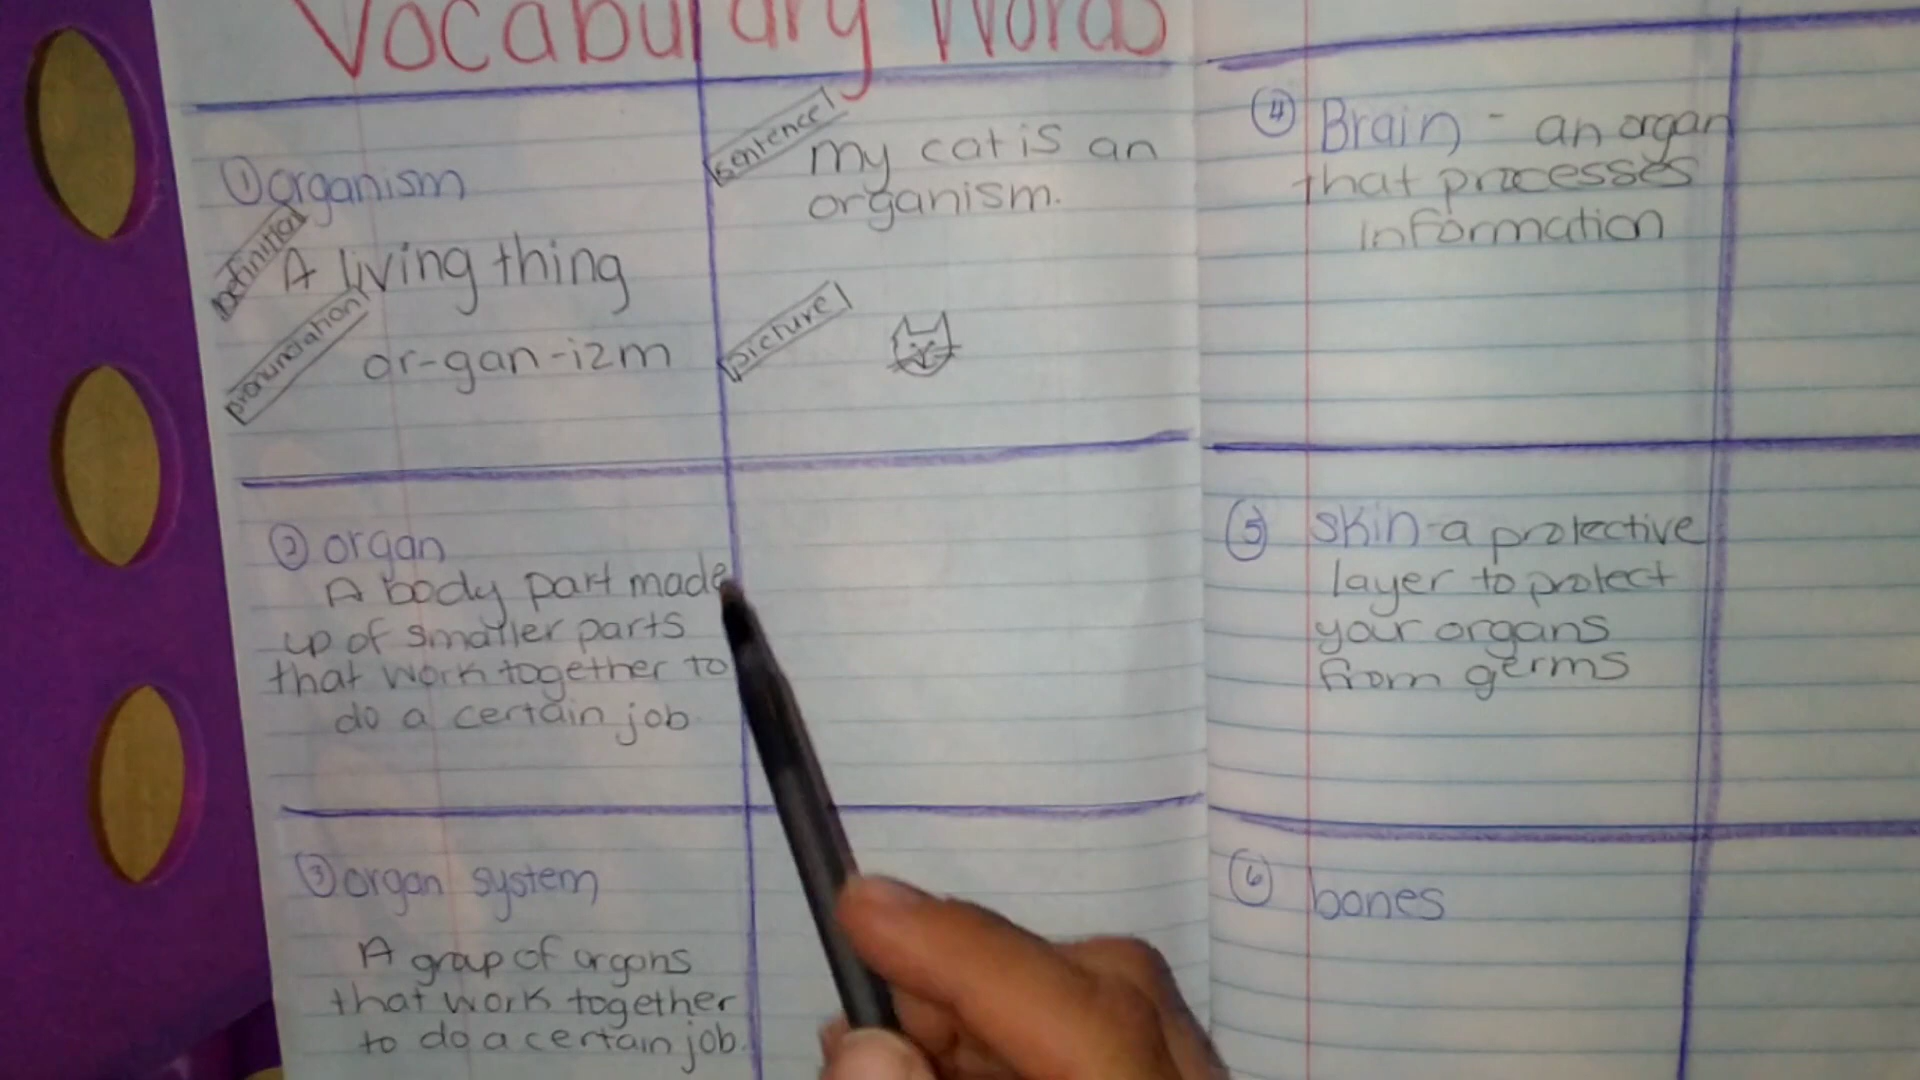 Vocabulary Words
① organism
Definition
A living thing
pronunciation
or-gan-izm
sentence
My cat is an
organism.
picture
② organ
A body part made
up of smaller parts
that work together to
do a certain job.
③ organ system
A group of organs
that work together
to do a certain job.
④ Brain - an organ
that processes
information
⑤ skin - a protective
layer to protect
your organs
from germs
⑥ bones